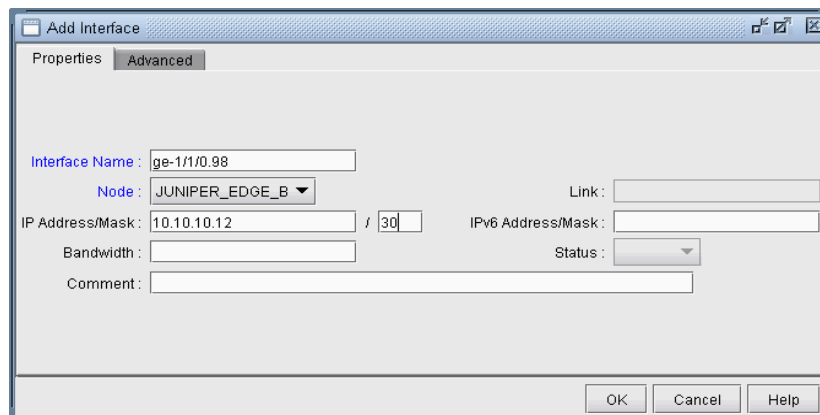 Add Interface
Properties Advanced
Interface Name : ge-1/1/0.98
Node : JUNIPER_EDGE_B Link :
IP Address/Mask : 10.10.10.12 / 30 IPv6 Address/Mask :
Bandwidth : Status :
Comment :
OK Cancel Help